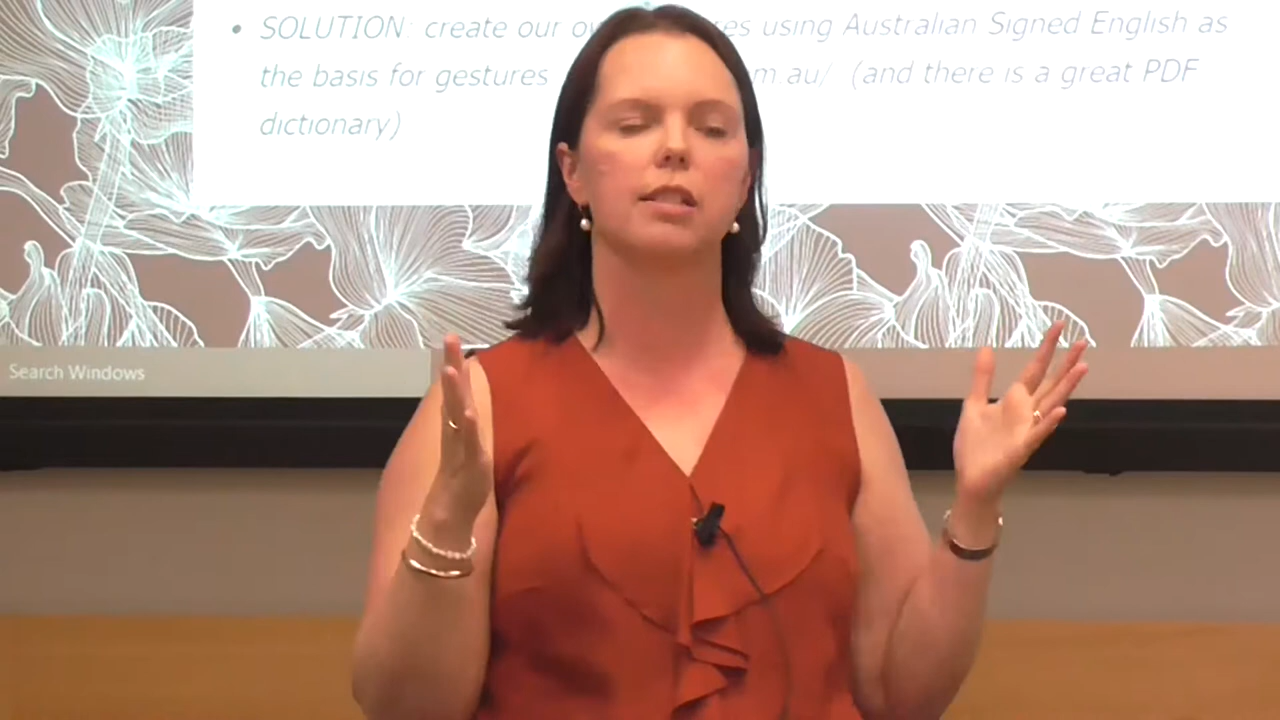 • SOLUTION: create our ow es using Australian Signed English as
the basis for gestures m.au/ (and there is a great PDF
dictionary)
Search Windows